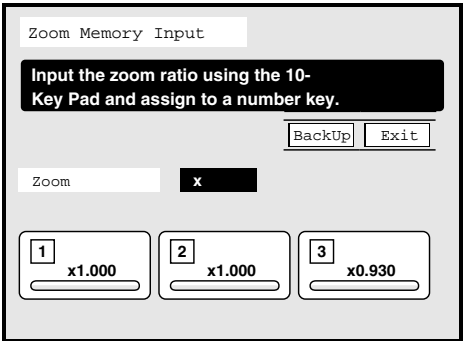 Zoom Memory Input
Input the zoom ratio using the 10-
Key Pad and assign to a number key.
BackUp Exit
Zoom x
1 2 3
x1.000 x1.000 x0.930